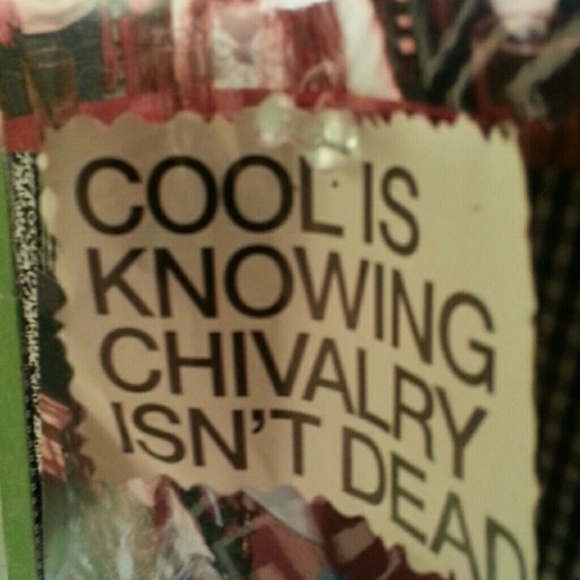 COOL IS
KNOWING
CHIVALRY
ISN'T DEAD